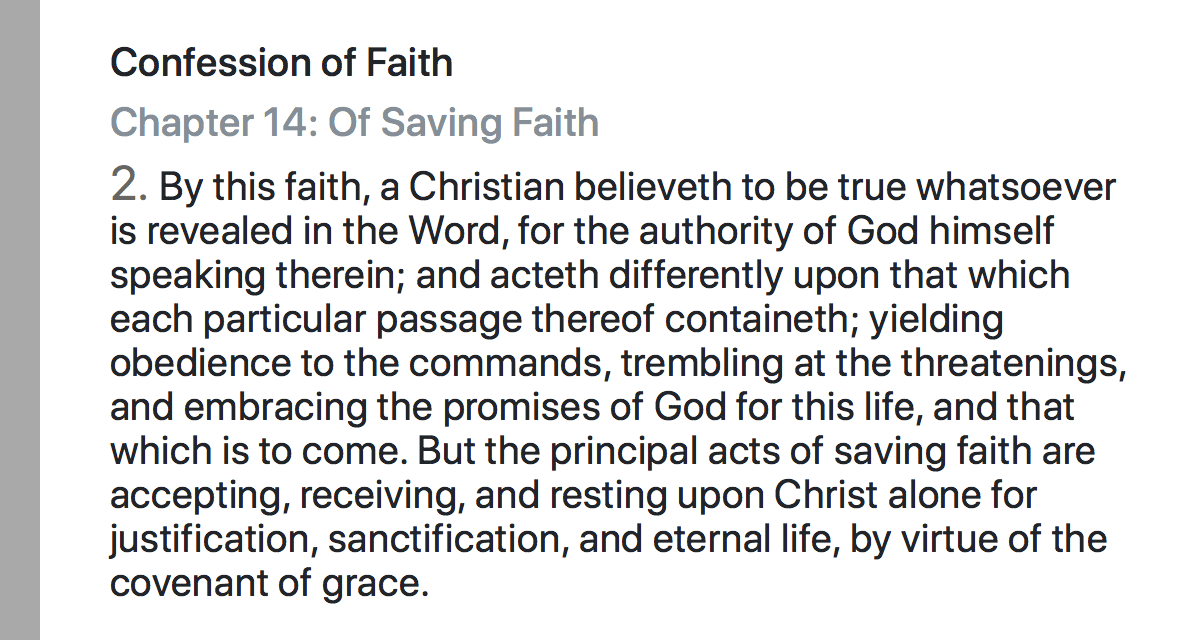 Confession of Faith
Chapter 14: Of Saving Faith
2. By this faith, a Christian believeth to be true whatsoever
is revealed in the Word, for the authority of God himself
speaking therein; and acteth differently upon that which
each particular passage thereof containeth; yielding
obedience to the commands, trembling at the threatenings,
and embracing the promises of God for this life, and that
which is to come. But the principal acts of saving faith are
accepting, receiving, and resting upon Christ alone for
justification, sanctification, and eternal life, by virtue of the
covenant of grace.